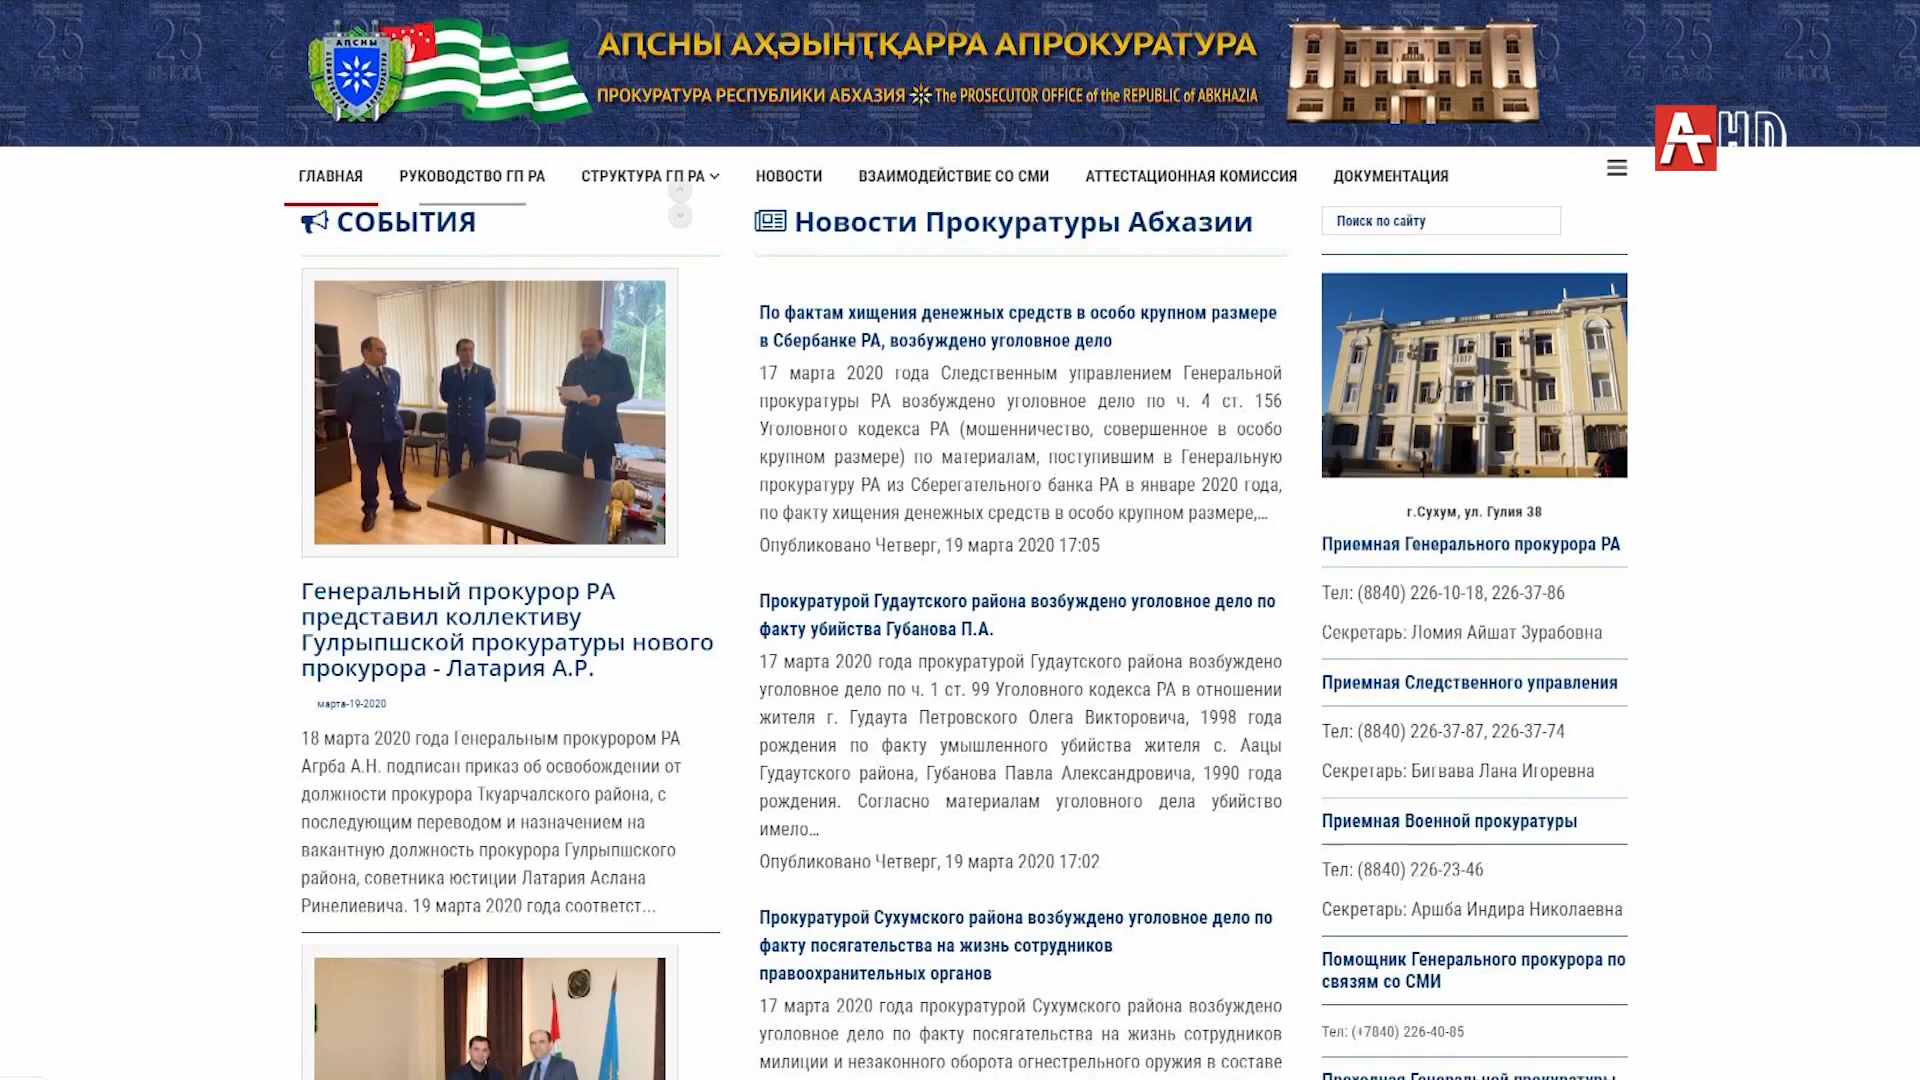 АԤСНЫ АҲӘЫНҬҚАРРА АПРОКУРАТУРА
ПРОКУРАТУРА РЕСПУБЛИКИ АБХАЗИЯ The PROSECUTOR OFFICE of the REPUBLIC of ABKHAZIA
АԤСНЫ
A HD
ГЛАВНАЯ РУКОВОДСТВО ГП РА СТРУКТУРА ГП РА НОВОСТИ ВЗАИМОДЕЙСТВИЕ СО СМИ АТТЕСТАЦИОННАЯ КОМИССИЯ ДОКУМЕНТАЦИЯ
СОБЫТИЯ
Генеральный прокурор РА
представил коллективу
Гулрыпшской прокуратуры нового
прокурора - Латария А.Р.
марта-19-2020
18 марта 2020 года Генеральным прокурором РА
Агрба А.Н. подписан приказ об освобождении от
должности прокурора Ткуарчалского района, с
последующим переводом и назначением на
вакантную должность прокурора Гулрыпшского
района, советника юстиции Латария Аслана
Ринелиевича. 19 марта 2020 года соответст...
Новости Прокуратуры Абхазии
По фактам хищения денежных средств в особо крупном размере
в Сбербанке РА, возбуждено уголовное дело
17 марта 2020 года Следственным управлением Генеральной
прокуратуры РА возбуждено уголовное дело по ч. 4 ст. 156
Уголовного кодекса РА (мошенничество, совершенное в особо
крупном размере) по материалам, поступившим в Генеральную
прокуратуру РА из Сберегательного банка РА в январе 2020 года,
по факту хищения денежных средств в особо крупном размере,...
Опубликовано Четверг, 19 марта 2020 17:05
Прокуратурой Гудаутского района возбуждено уголовное дело по
факту убийства Губанова П.А.
17 марта 2020 года прокуратурой Гудаутского района возбуждено
уголовное дело по ч. 1 ст. 99 Уголовного кодекса РА в отношении
жителя г. Гудаута Петровского Олега Викторовича, 1998 года
рождения по факту умышленного убийства жителя с. Аацы
Гудаутского района, Губанова Павла Александровича, 1990 года
рождения. Согласно материалам уголовного дела убийство
имело...
Опубликовано Четверг, 19 марта 2020 17:02
Прокуратурой Сухумского района возбуждено уголовное дело по
факту посягательства на жизнь сотрудников
правоохранительных органов
17 марта 2020 года прокуратурой Сухумского района возбуждено
уголовное дело по факту посягательства на жизнь сотрудников
милиции и незаконного оборота огнестрельного оружия в составе
Поиск по сайту
г.Сухум, ул. Гулия 38
Приемная Генерального прокурора РА
Тел: (8840) 226-10-18, 226-37-86
Секретарь: Ломия Айшат Зурабовна
Приемная Следственного управления
Тел: (8840) 226-37-87, 226-37-74
Секретарь: Бигвава Лана Игоревна
Приемная Военной прокуратуры
Тел: (8840) 226-23-46
Секретарь: Аршба Индира Николаевна
Помощник Генерального прокурора по
связям со СМИ
Тел: (+7840) 226-40-85
Проходная Генеральной прокуратуры